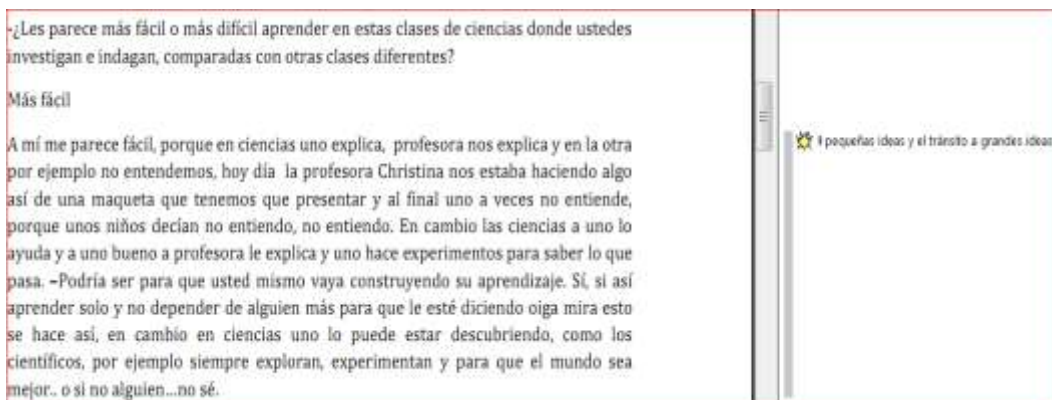 -¿Les parece más fácil o más difícil aprender en estas clases de ciencias donde ustedes
investigan e indagan, comparadas con otras clases diferentes?
Más fácil
A mí me parece fácil, porque en ciencias uno explica, profesora nos explica y en la otra
por ejemplo no entendemos, hoy día la profesora Christina nos estaba haciendo algo
así de una maqueta que tenemos que presentar y al final uno a veces no entiende,
porque unos niños decían no entiendo, no entiendo. En cambio las ciencias a uno lo
ayuda y a uno bueno a profesora le explica y uno hace experimentos para saber lo que
pasa. –Podría ser para que usted mismo vaya construyendo su aprendizaje. Sí, si así
aprender solo y no depender de alguien más para que le esté diciendo oiga mira esto
se hace así, en cambio en ciencias uno lo puede estar descubriendo, como los
científicos, por ejemplo siempre exploran, experimentan y para que el mundo sea
mejor.. o si no alguien...no sé.
pequeñas ideas y el tránsito a grandes ideas